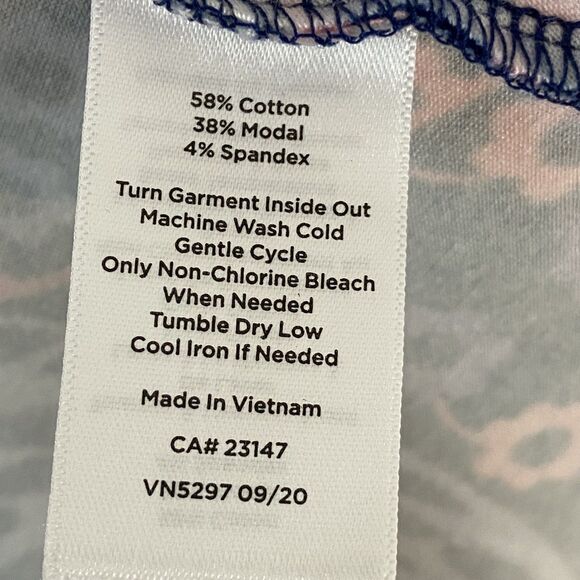 58% Cotton
38% Modal
4% Spandex
Turn Garment Inside Out
Machine Wash Cold
Gentle Cycle
Only Non-Chlorine Bleach
When Needed
Tumble Dry Low
Cool Iron If Needed
Made In Vietnam
CA# 23147
VN5297 09/20